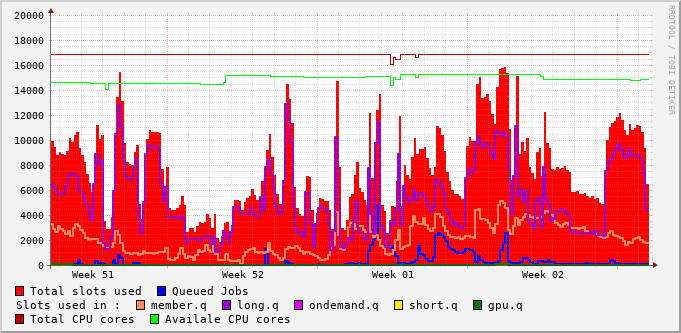 20000
18000
16000
14000
12000
10000
8000
6000
4000
2000
0
Week 51 Week 52 Week 01 Week 02
RRDTOOL / TOBI OETIKER
Total slots used Queued Jobs
Slots used in : member.q long.q ondemand.q short.q gpu.q
Total CPU cores Availale CPU cores